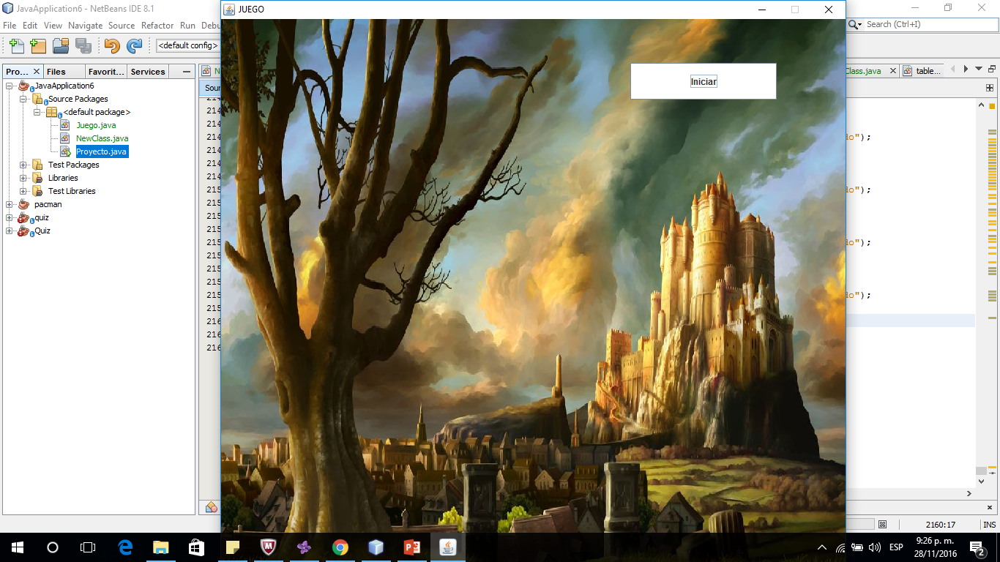 JavaApplication6 - NetBeans IDE 8.1
JUEGO
File Edit View Navigate Source Refactor Run Debu
Search (Ctrl+I)
<default config>
Pro... Files Favorit... Services
Class.java table...
Iniciar
Sour
JavaApplication6
Source Packages
<default package>
Juego.java
NewClass.java
Proyecto.java
Test Packages
Libraries
Test Libraries
pacman
quiz
Quiz
214
214
214
214
214
214
215
215
215
215
215
215
216
216
216
");
");
");
");
2160:17 INS
ESP
9:26 p. m.
28/11/2016
2